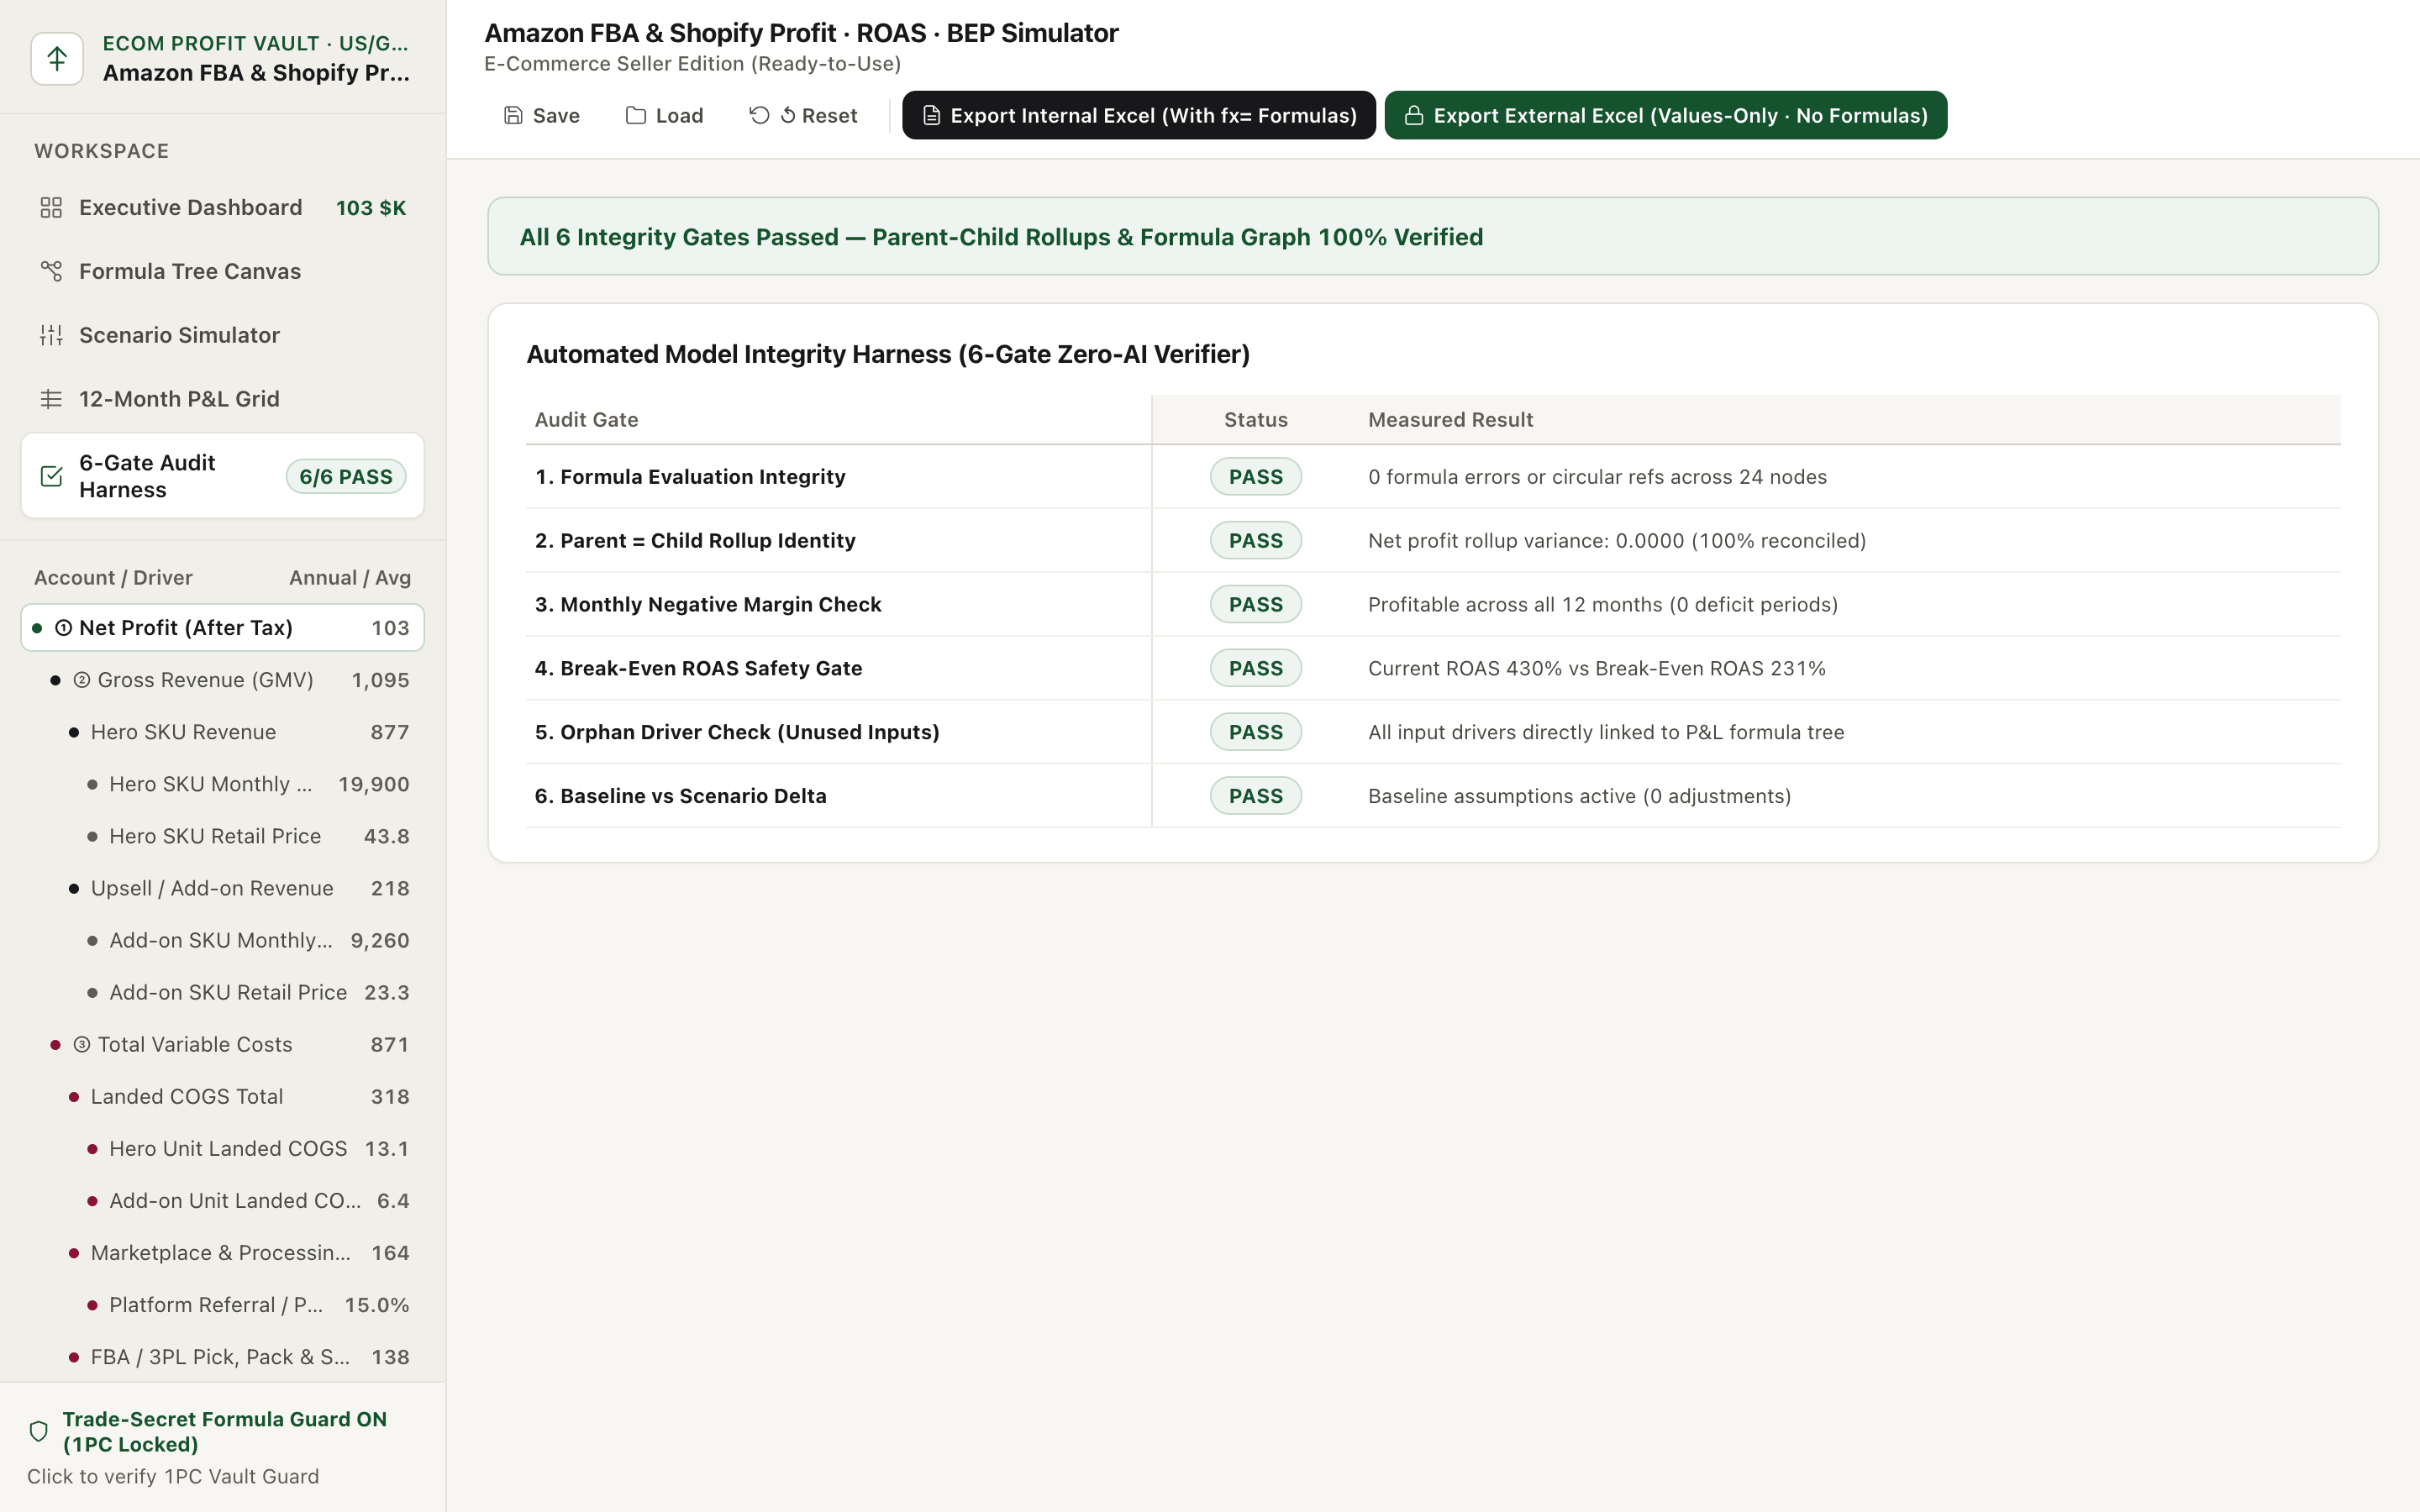 ECOM PROFIT VAULT · US/G...
Amazon FBA & Shopify Pr...
WORKSPACE
Executive Dashboard 103 $K
Formula Tree Canvas
Scenario Simulator
12-Month P&L Grid
6-Gate Audit
Harness
6/6 PASS
Account / Driver Annual / Avg
① Net Profit (After Tax) 103
② Gross Revenue (GMV) 1,095
Hero SKU Revenue 877
Hero SKU Monthly ... 19,900
Hero SKU Retail Price 43.8
Upsell / Add-on Revenue 218
Add-on SKU Monthly... 9,260
Add-on SKU Retail Price 23.3
③ Total Variable Costs 871
Landed COGS Total 318
Hero Unit Landed COGS 13.1
Add-on Unit Landed CO... 6.4
Marketplace & Processin... 164
Platform Referral / P... 15.0%
FBA / 3PL Pick, Pack & S... 138
Trade-Secret Formula Guard ON
(1PC Locked)
Click to verify 1PC Vault Guard
Amazon FBA & Shopify Profit · ROAS · BEP Simulator
E-Commerce Seller Edition (Ready-to-Use)
Save Load ↺ Reset Export Internal Excel (With fx= Formulas) Export External Excel (Values-Only · No Formulas)
All 6 Integrity Gates Passed — Parent-Child Rollups & Formula Graph 100% Verified
Automated Model Integrity Harness (6-Gate Zero-AI Verifier)
Audit Gate Status Measured Result
1. Formula Evaluation Integrity PASS 0 formula errors or circular refs across 24 nodes
2. Parent = Child Rollup Identity PASS Net profit rollup variance: 0.0000 (100% reconciled)
3. Monthly Negative Margin Check PASS Profitable across all 12 months (0 deficit periods)
4. Break-Even ROAS Safety Gate PASS Current ROAS 430% vs Break-Even ROAS 231%
5. Orphan Driver Check (Unused Inputs) PASS All input drivers directly linked to P&L formula tree
6. Baseline vs Scenario Delta PASS Baseline assumptions active (0 adjustments)